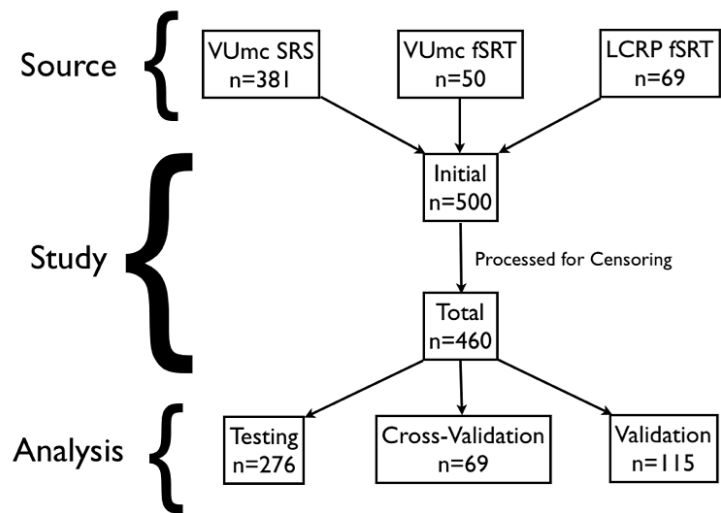 Source
VUmc SRS
n=381
VUmc fSRT
n=50
LCRP fSRT
n=69
Study
Initial
n=500
Processed for Censoring
Total
n=460
Analysis
Testing
n=276
Cross-Validation
n=69
Validation
n=115